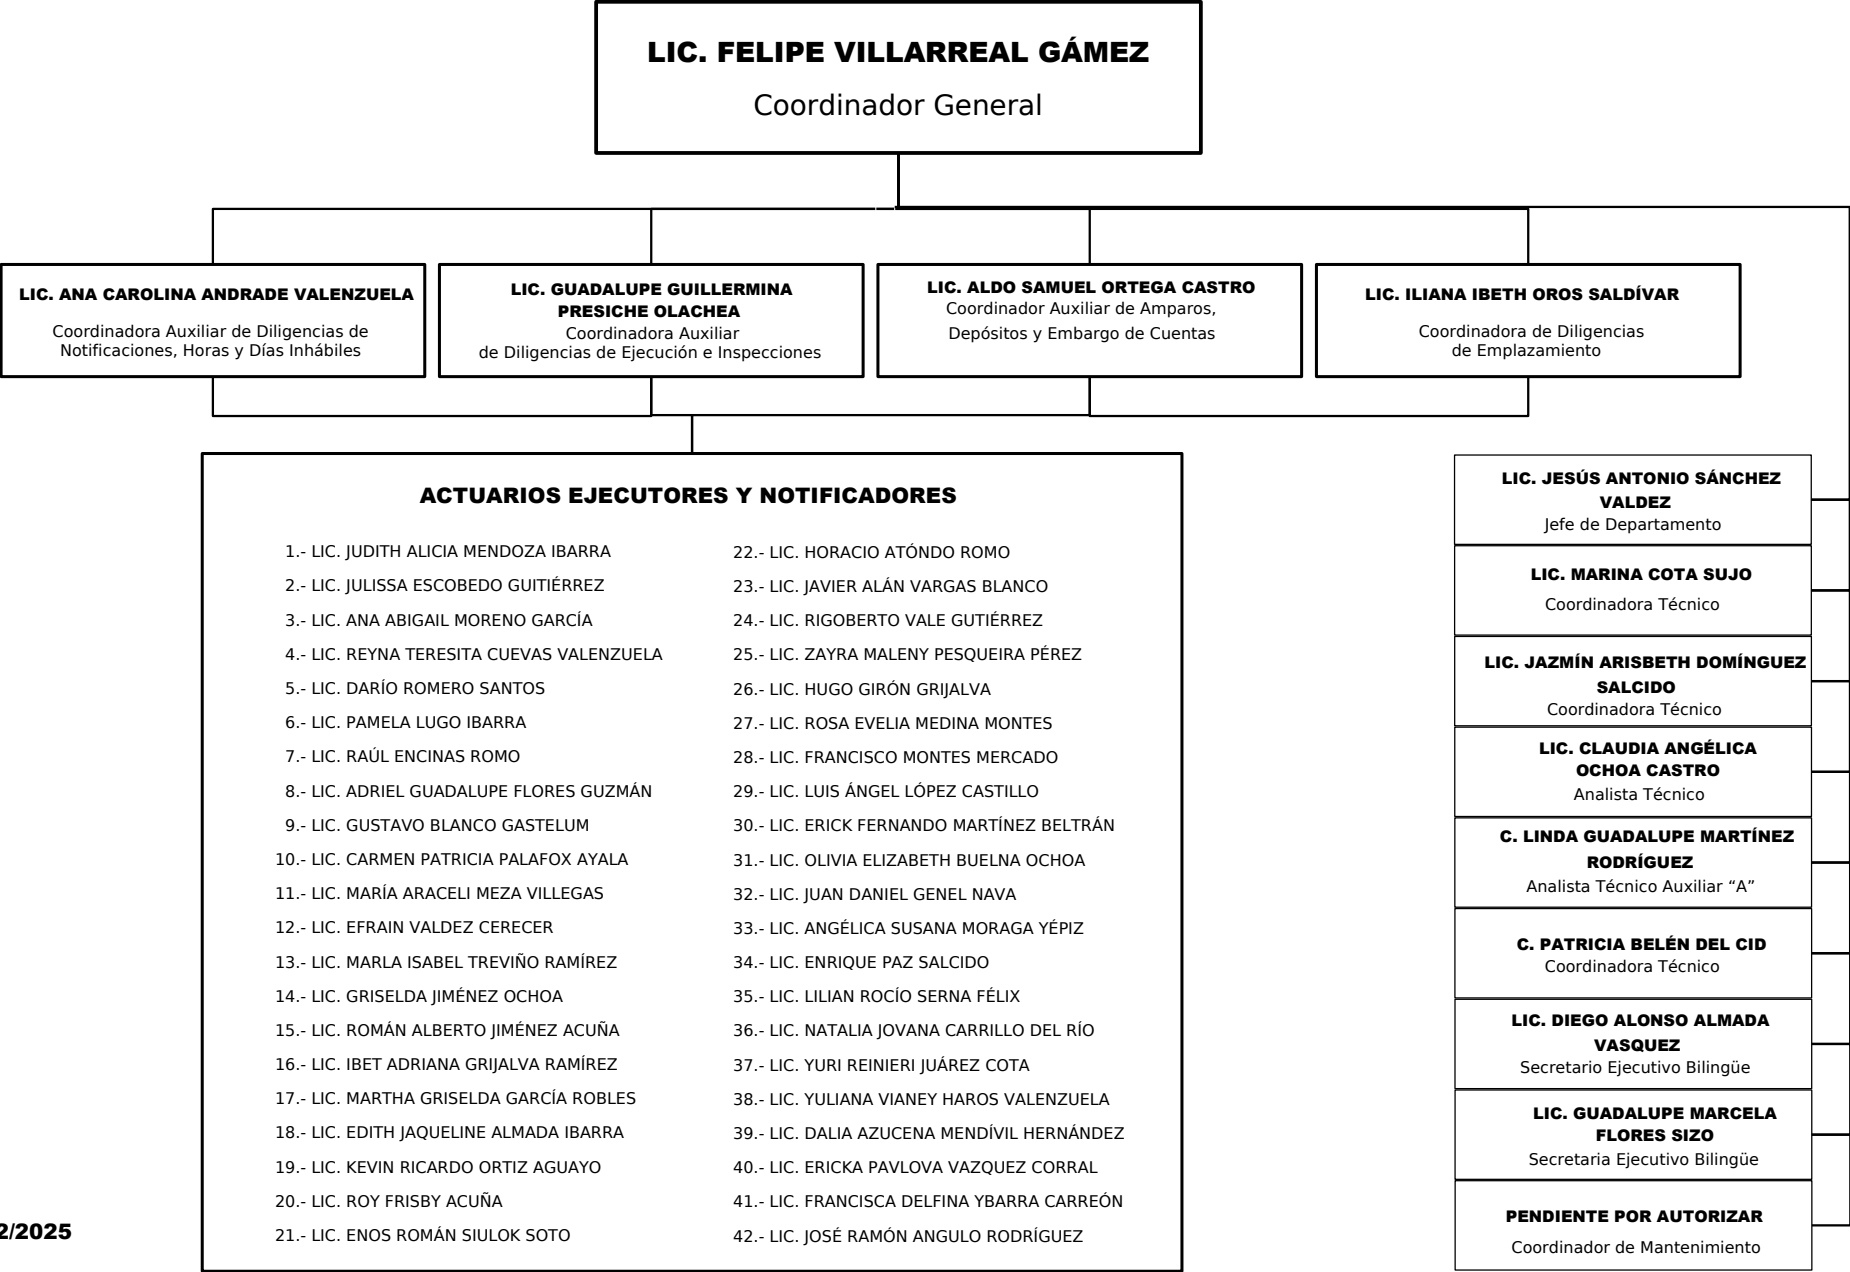 LIC. FELIPE VILLARREAL GÁMEZ
Coordinador General
LIC. ANA CAROLINA ANDRADE VALENZUELA
Coordinadora Auxiliar de Diligencias de
Notificaciones, Horas y Días Inhábiles
LIC. GUADALUPE GUILLERMINA
PRESICHE OLACHEA
Coordinadora Auxiliar
de Diligencias de Ejecución e Inspecciones
LIC. ALDO SAMUEL ORTEGA CASTRO
Coordinador Auxiliar de Amparos,
Depósitos y Embargo de Cuentas
LIC. ILIANA IBETH OROS SALDÍVAR
Coordinadora de Diligencias
de Emplazamiento
ACTUARIOS EJECUTORES Y NOTIFICADORES
1.- LIC. JUDITH ALICIA MENDOZA IBARRA
2.- LIC. JULISSA ESCOBEDO GUITIÉRREZ
3.- LIC. ANA ABIGAIL MORENO GARCÍA
4.- LIC. REYNA TERESITA CUEVAS VALENZUELA
5.- LIC. DARÍO ROMERO SANTOS
6.- LIC. PAMELA LUGO IBARRA
7.- LIC. RAÚL ENCINAS ROMO
8.- LIC. ADRIEL GUADALUPE FLORES GUZMÁN
9.- LIC. GUSTAVO BLANCO GASTELUM
10.- LIC. CARMEN PATRICIA PALAFOX AYALA
11.- LIC. MARÍA ARACELI MEZA VILLEGAS
12.- LIC. EFRAIN VALDEZ CERECER
13.- LIC. MARLA ISABEL TREVIÑO RAMÍREZ
14.- LIC. GRISELDA JIMÉNEZ OCHOA
15.- LIC. ROMÁN ALBERTO JIMÉNEZ ACUÑA
16.- LIC. IBET ADRIANA GRIJALVA RAMÍREZ
17.- LIC. MARTHA GRISELDA GARCÍA ROBLES
18.- LIC. EDITH JAQUELINE ALMADA IBARRA
19.- LIC. KEVIN RICARDO ORTIZ AGUAYO
20.- LIC. ROY FRISBY ACUÑA
21.- LIC. ENOS ROMÁN SIULOK SOTO
22.- LIC. HORACIO ATÓNDO ROMO
23.- LIC. JAVIER ALÁN VARGAS BLANCO
24.- LIC. RIGOBERTO VALE GUTIÉRREZ
25.- LIC. ZAYRA MALENY PESQUEIRA PÉREZ
26.- LIC. HUGO GIRÓN GRIJALVA
27.- LIC. ROSA EVELIA MEDINA MONTES
28.- LIC. FRANCISCO MONTES MERCADO
29.- LIC. LUIS ÁNGEL LÓPEZ CASTILLO
30.- LIC. ERICK FERNANDO MARTÍNEZ BELTRÁN
31.- LIC. OLIVIA ELIZABETH BUELNA OCHOA
32.- LIC. JUAN DANIEL GENEL NAVA
33.- LIC. ANGÉLICA SUSANA MORAGA YÉPIZ
34.- LIC. ENRIQUE PAZ SALCIDO
35.- LIC. LILIAN ROCÍO SERNA FÉLIX
36.- LIC. NATALIA JOVANA CARRILLO DEL RÍO
37.- LIC. YURI REINIERI JUÁREZ COTA
38.- LIC. YULIANA VIANEY HAROS VALENZUELA
39.- LIC. DALIA AZUCENA MENDÍVIL HERNÁNDEZ
40.- LIC. ERICKA PAVLOVA VAZQUEZ CORRAL
41.- LIC. FRANCISCA DELFINA YBARRA CARREÓN
42.- LIC. JOSÉ RAMÓN ANGULO RODRÍGUEZ
LIC. JESÚS ANTONIO SÁNCHEZ
VALDEZ
Jefe de Departamento
LIC. MARINA COTA SUJO
Coordinadora Técnico
LIC. JAZMÍN ARISBETH DOMÍNGUEZ
SALCIDO
Coordinadora Técnico
LIC. CLAUDIA ANGÉLICA
OCHOA CASTRO
Analista Técnico
C. LINDA GUADALUPE MARTÍNEZ
RODRÍGUEZ
Analista Técnico Auxiliar “A”
C. PATRICIA BELÉN DEL CID
Coordinadora Técnico
LIC. DIEGO ALONSO ALMADA
VASQUEZ
Secretario Ejecutivo Bilingüe
LIC. GUADALUPE MARCELA
FLORES SIZO
Secretaria Ejecutivo Bilingüe
PENDIENTE POR AUTORIZAR
Coordinador de Mantenimiento
2/2025